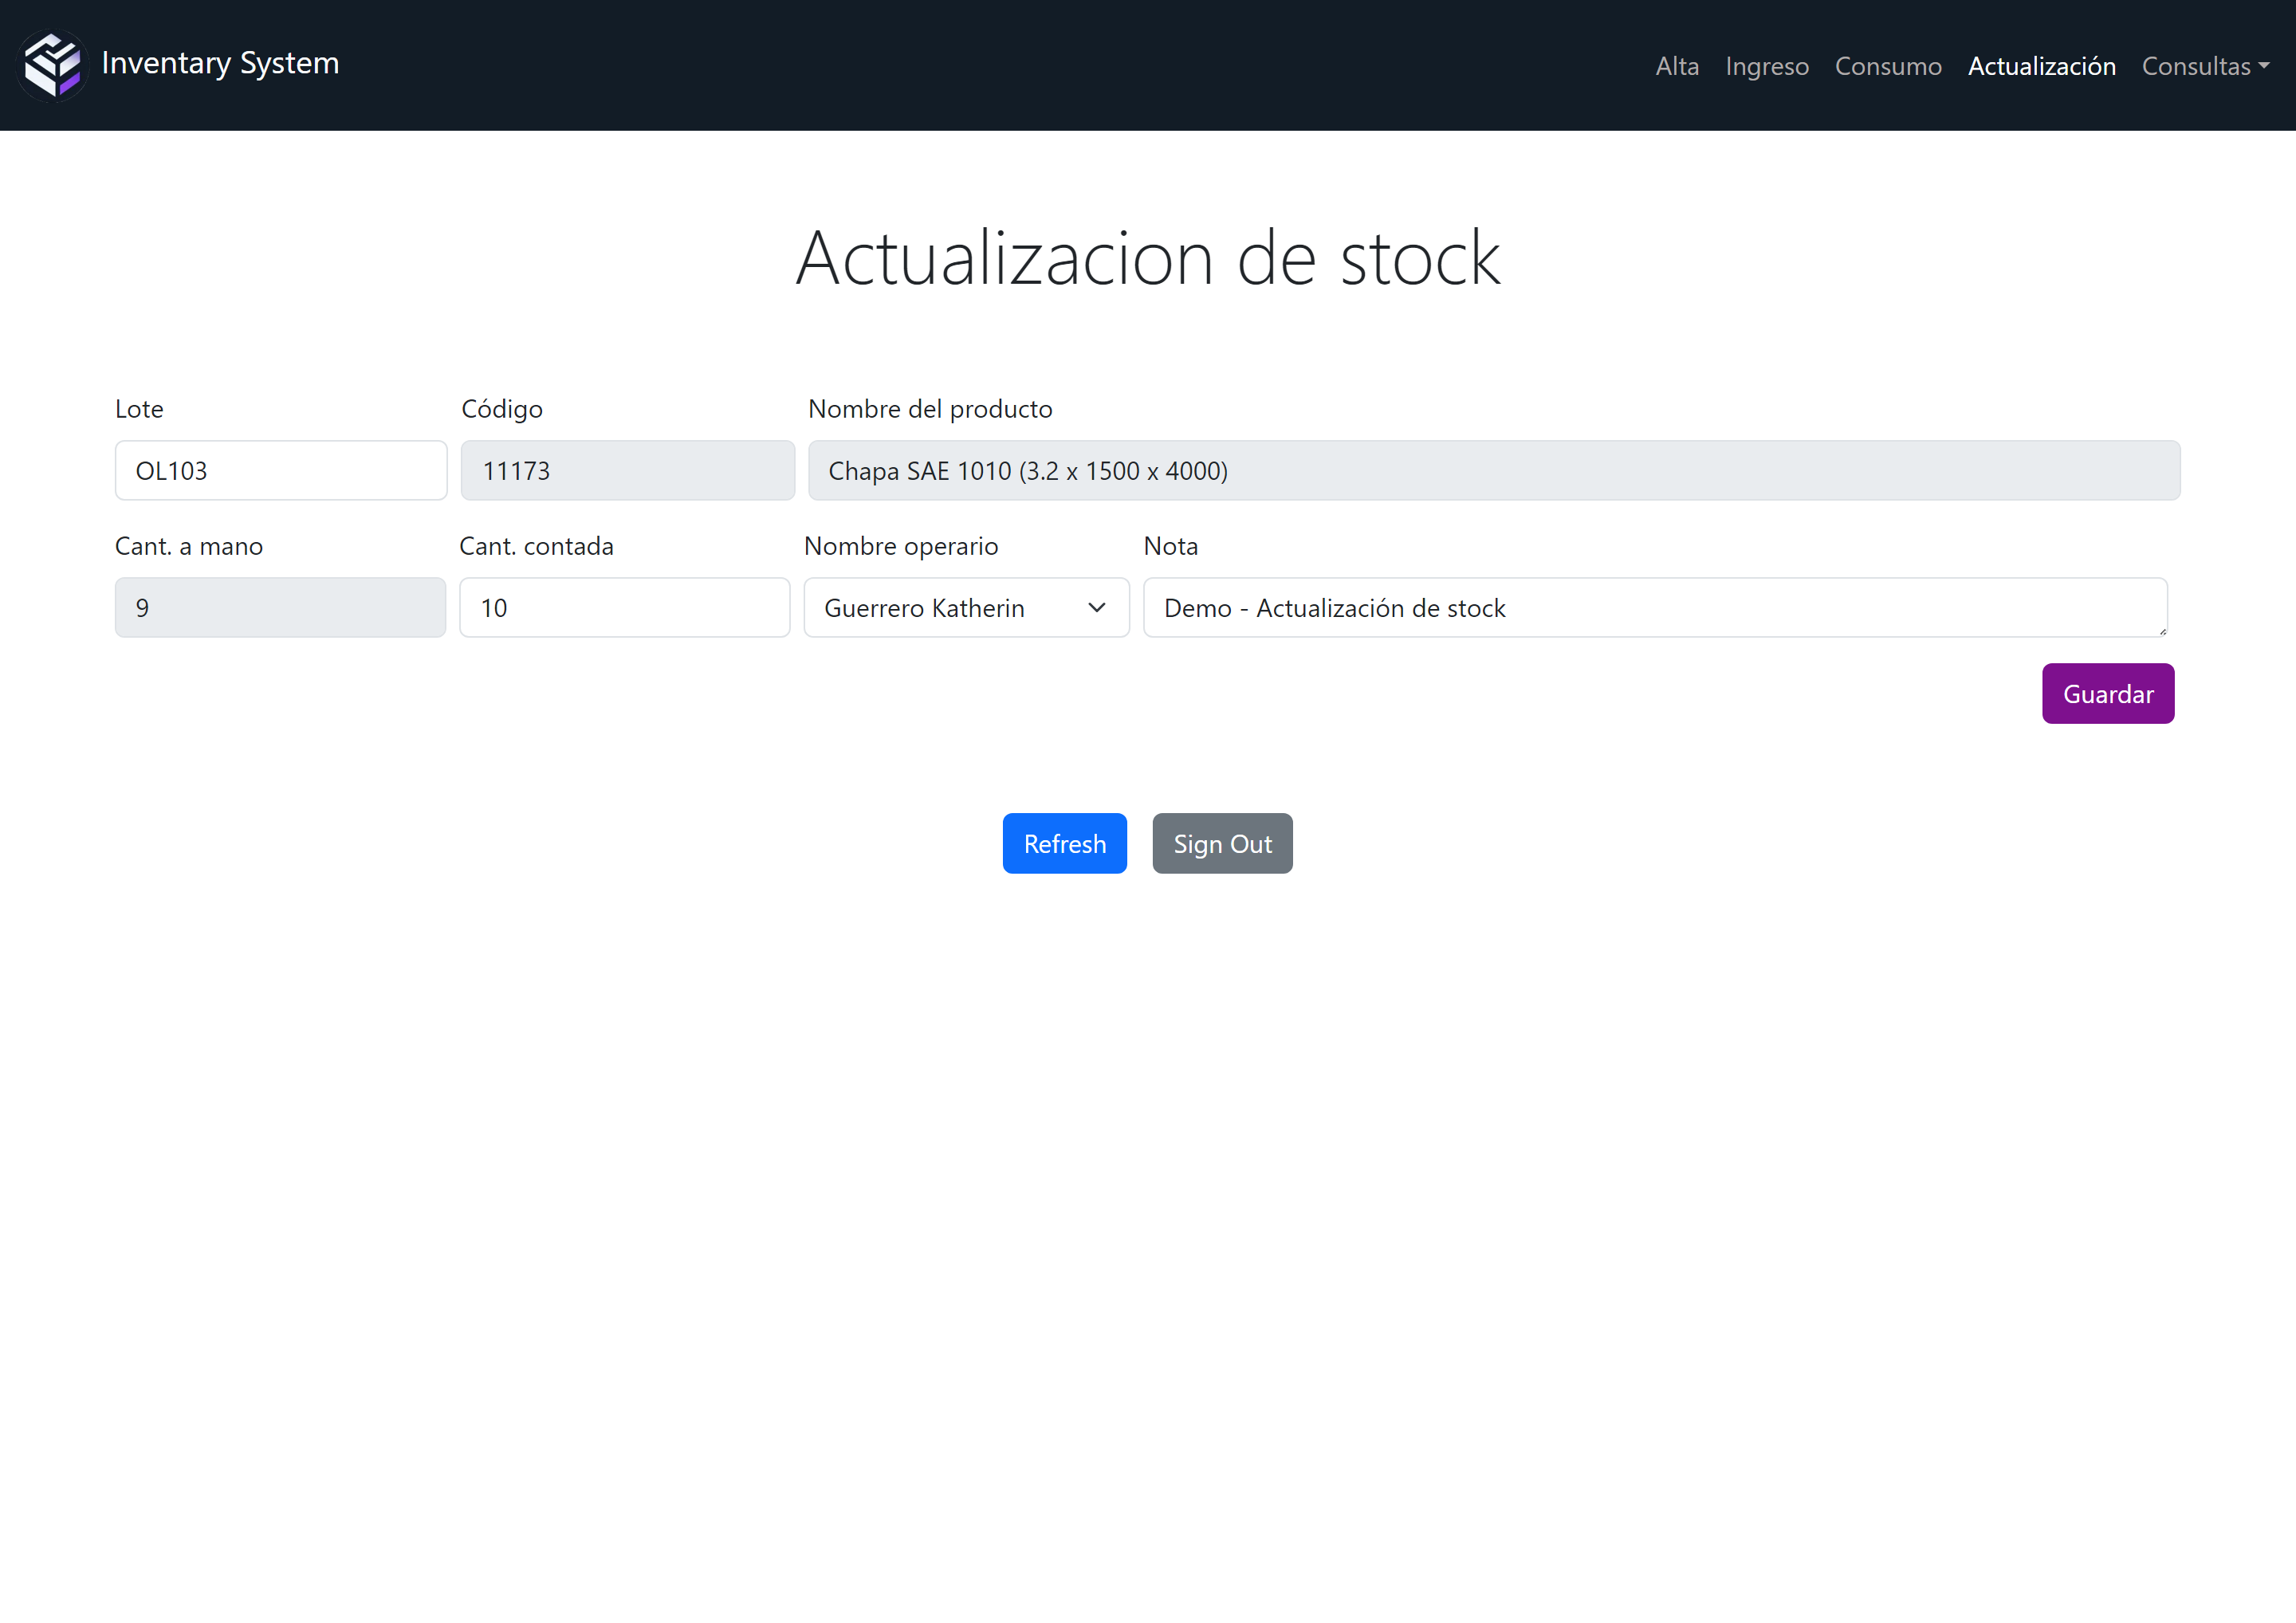 Inventary System
Alta Ingreso Consumo Actualización Consultas
Actualizacion de stock
Lote Código Nombre del producto
OL103 11173 Chapa SAE 1010 (3.2 x 1500 x 4000)
Cant. a mano Cant. contada Nombre operario Nota
9 10 Guerrero Katherin Demo - Actualización de stock
Guardar
Refresh Sign Out